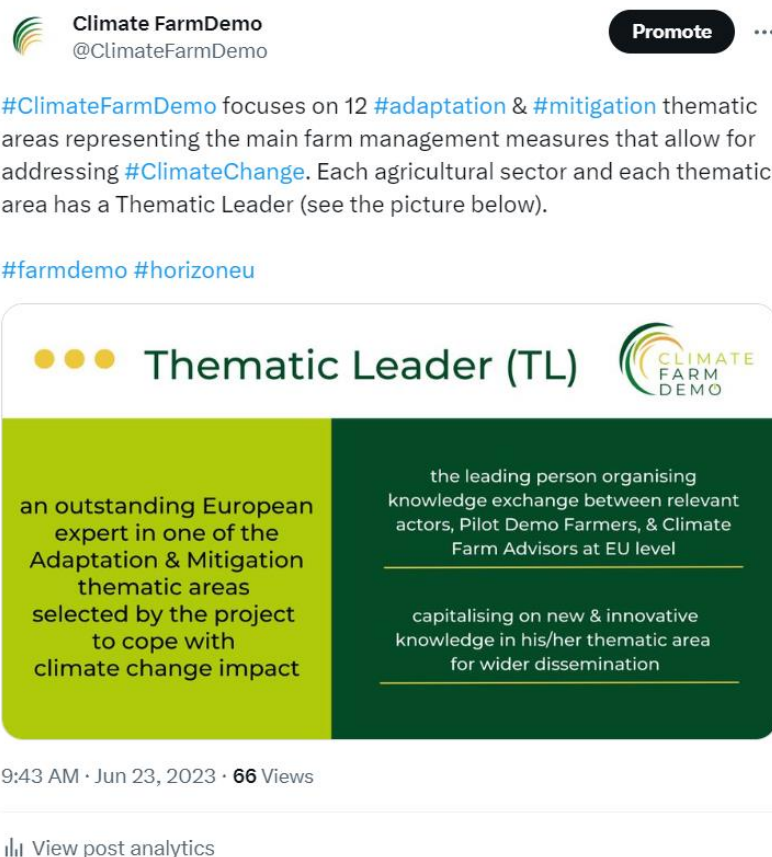 Climate FarmDemo
@ClimateFarmDemo
Promote
#ClimateFarmDemo focuses on 12 #adaptation & #mitigation thematic
areas representing the main farm management measures that allow for
addressing #ClimateChange. Each agricultural sector and each thematic
area has a Thematic Leader (see the picture below).
#farmdemo #horizoneu
Thematic Leader (TL)
CLIMATE
FARM
DEMO
an outstanding European
expert in one of the
Adaptation & Mitigation
thematic areas
selected by the project
to cope with
climate change impact
the leading person organising
knowledge exchange between relevant
actors, Pilot Demo Farmers, & Climate
Farm Advisors at EU level
capitalising on new & innovative
knowledge in his/her thematic area
for wider dissemination
9:43 AM · Jun 23, 2023 · 66 Views
View post analytics